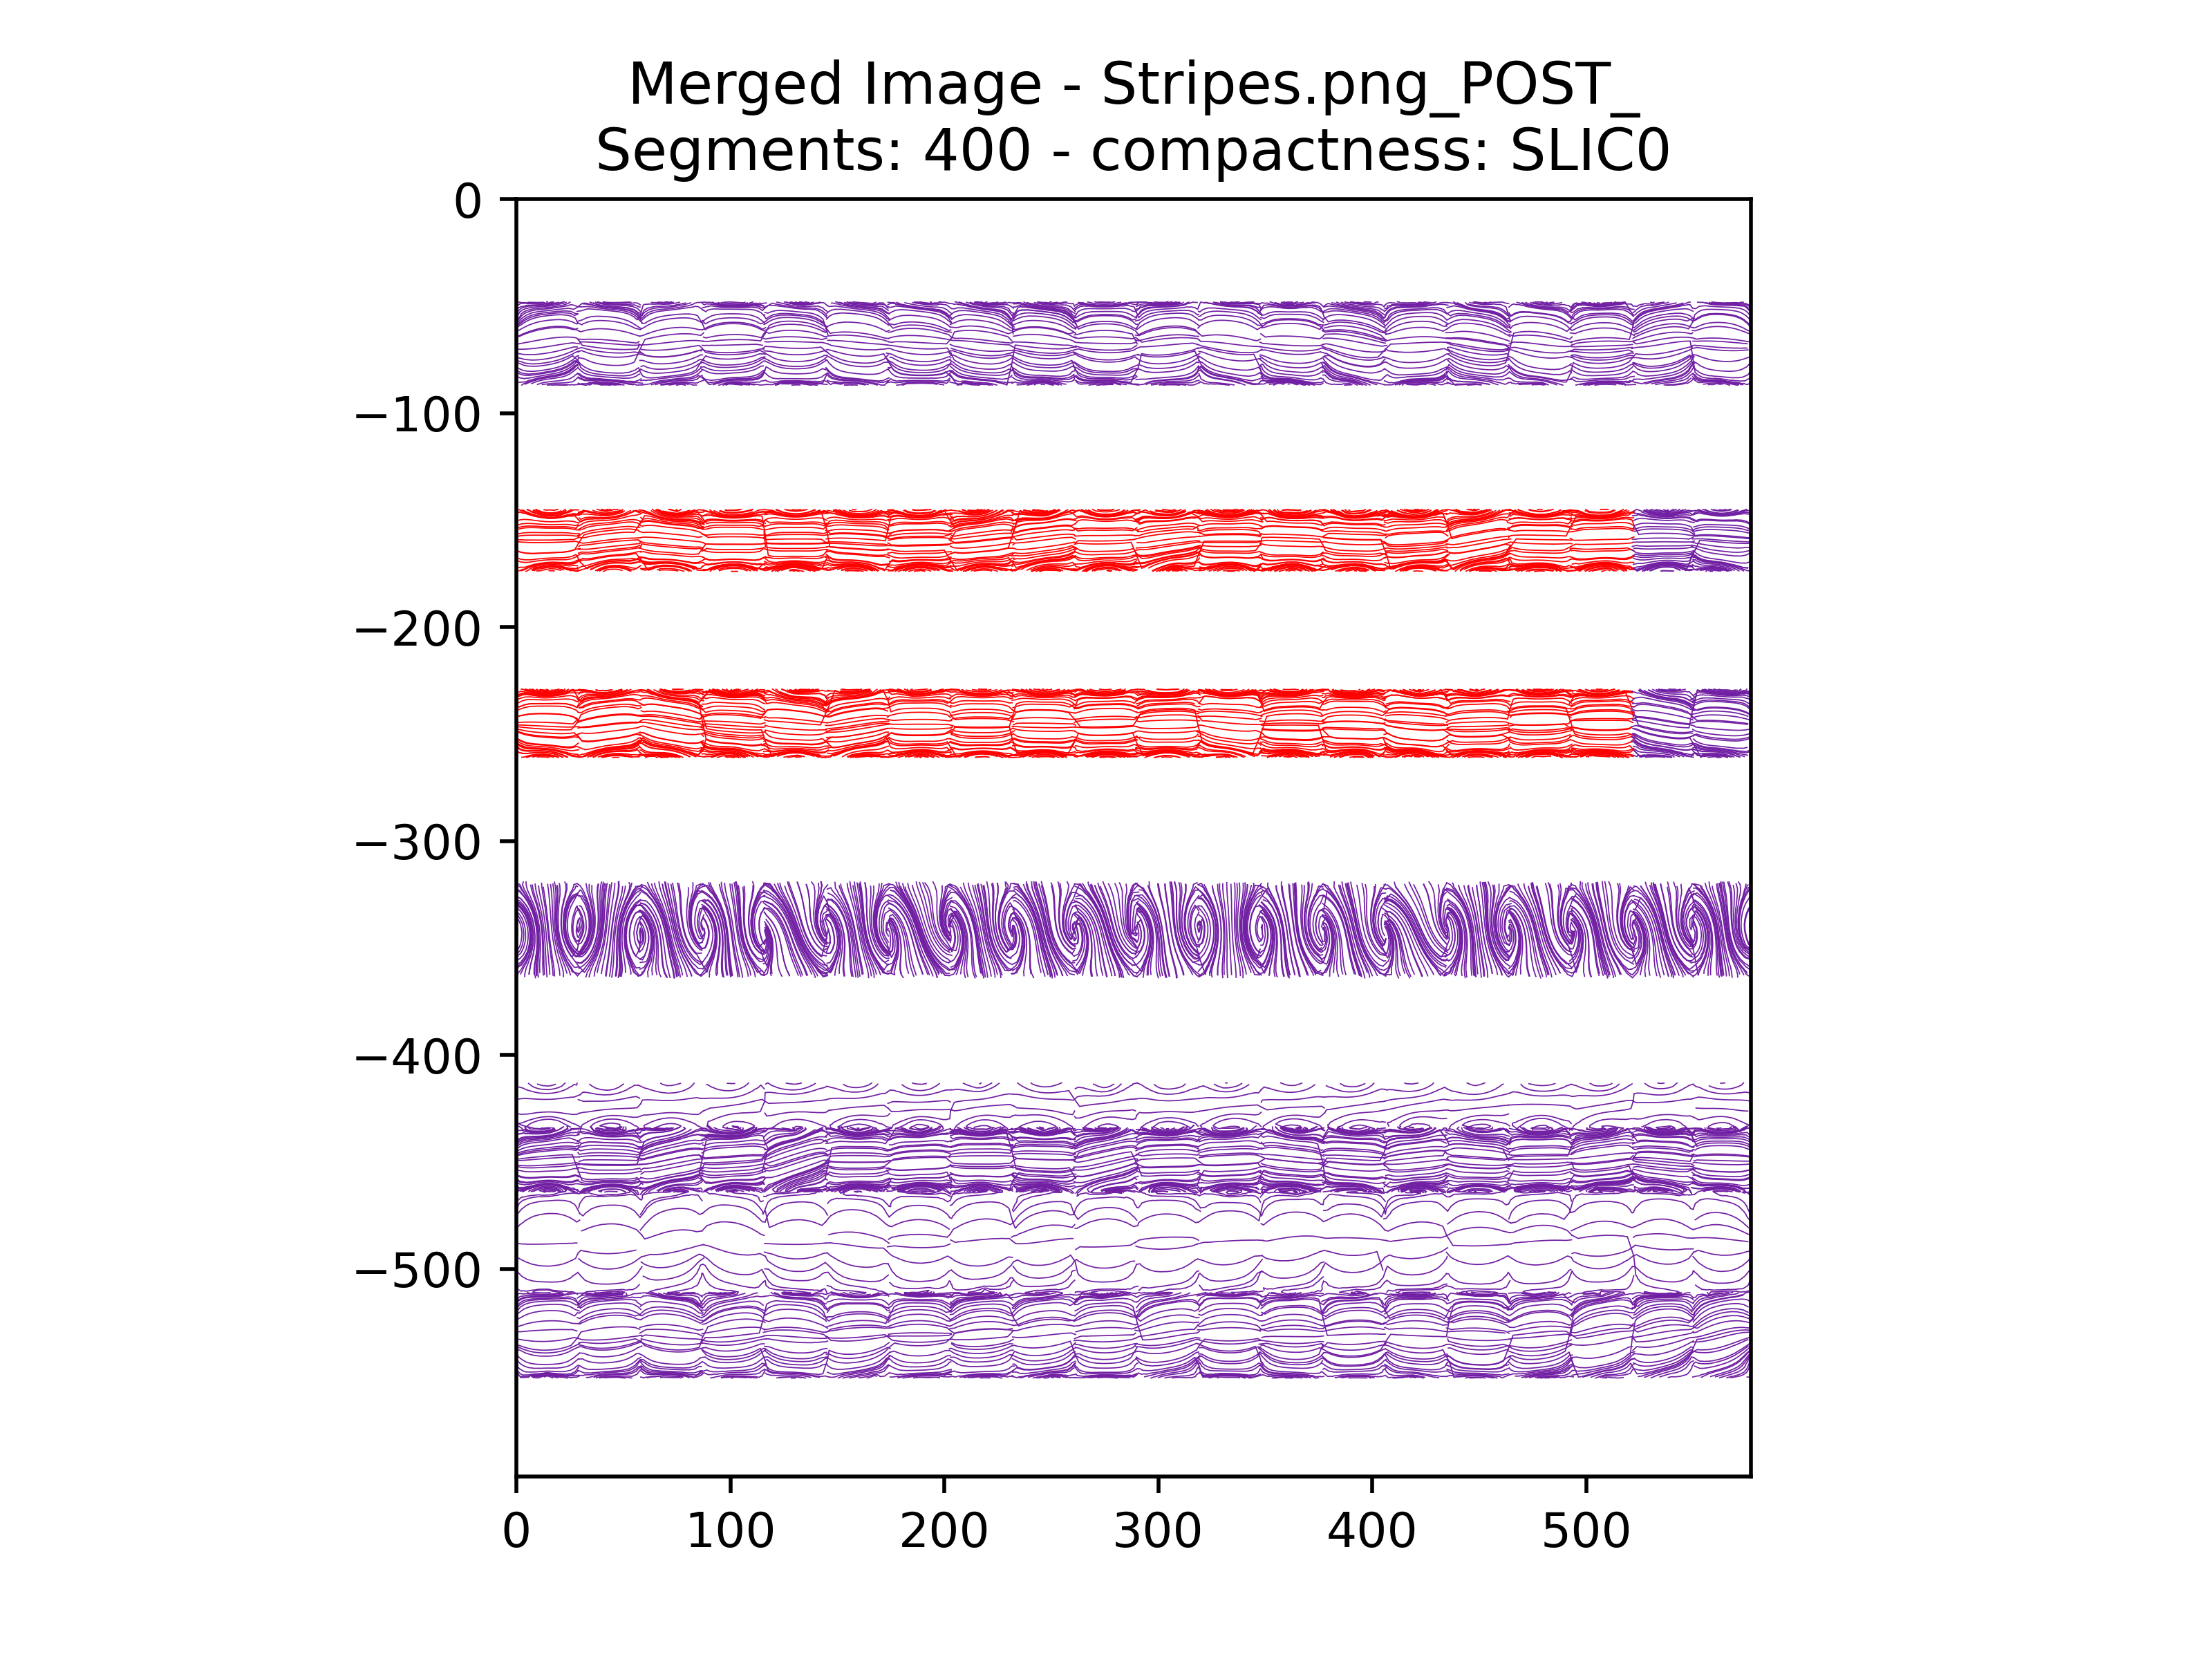 Merged Image - Stripes.png_POST_
Segments: 400 - compactness: SLIC0
0
−100
−200
−300
−400
−500
0 100 200 300 400 500